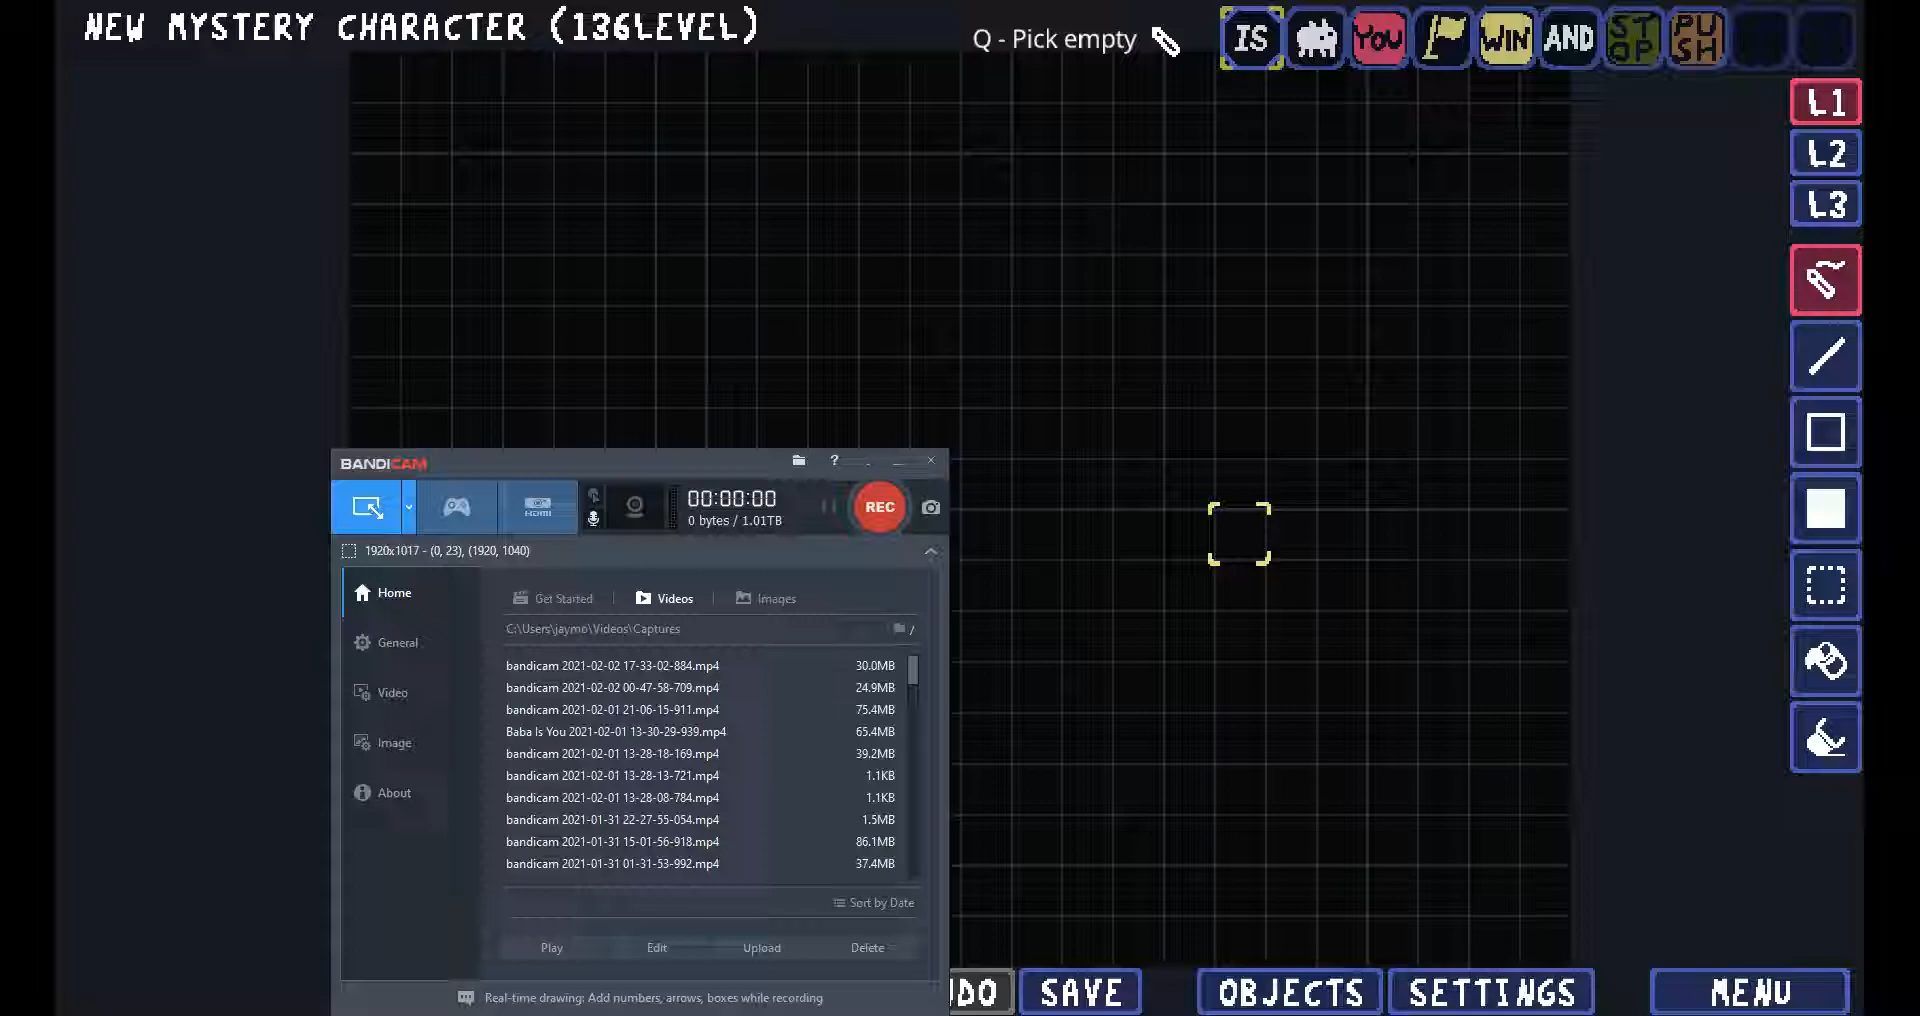 NEW MYSTERY CHARACTER (136LEVEL)
Q - Pick empty
IS
YOU
WIN
AND
ST
OP
PU
SH
L1
L2
L3
BANDICAM
?
HDMI
00:00:00
0 bytes / 1.01TB
REC
1920x1017 - (0, 23), (1920, 1040)
Home
General
Video
Image
About
Get Started
Videos
Images
C:\Users\jaymo\Videos\Captures
/
bandicam 2021-02-02 17-33-02-884.mp4 30.0MB
bandicam 2021-02-02 00-47-58-709.mp4 24.9MB
bandicam 2021-02-01 21-06-15-911.mp4 75.4MB
Baba Is You 2021-02-01 13-30-29-939.mp4 65.4MB
bandicam 2021-02-01 13-28-18-169.mp4 39.2MB
bandicam 2021-02-01 13-28-13-721.mp4 1.1KB
bandicam 2021-02-01 13-28-08-784.mp4 1.1KB
bandicam 2021-01-31 22-27-55-054.mp4 1.5MB
bandicam 2021-01-31 15-01-56-918.mp4 86.1MB
bandicam 2021-01-31 01-31-53-992.mp4 37.4MB
Sort by Date
Play Edit Upload Delete
Real-time drawing: Add numbers, arrows, boxes while recording
DO
SAVE
OBJECTS
SETTINGS
MENU